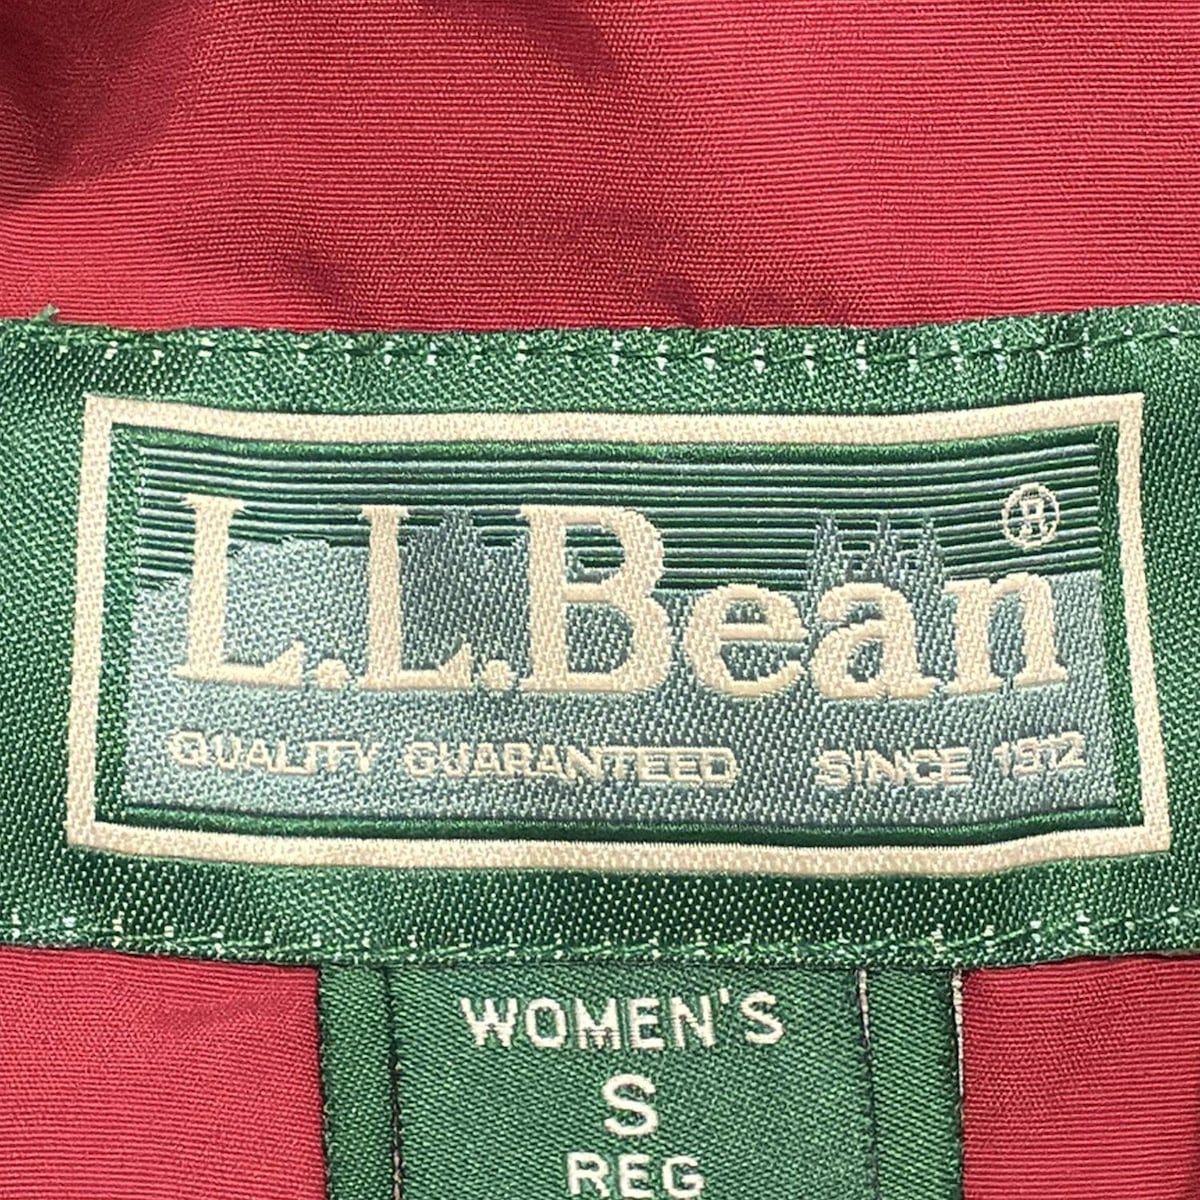 L.L.Bean®
QUALITY GUARANTEED SINCE 1912
WOMEN'S
S
REG